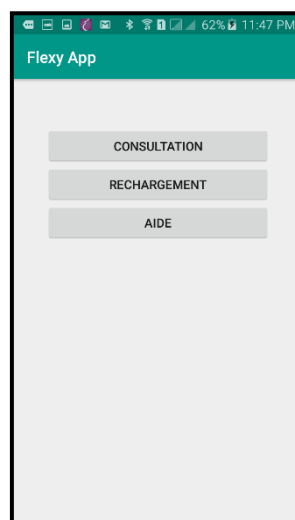 62% 11:47 PM
Flexy App
CONSULTATION
RECHARGEMENT
AIDE